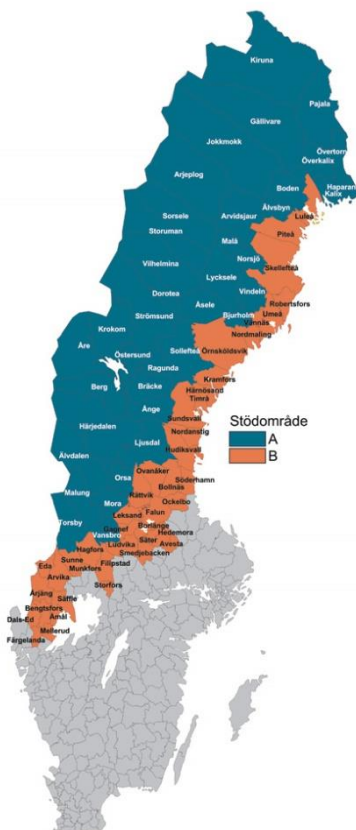 Kiruna
Pajala
Gällivare
Jokkmokk
Övertorn
Överkalix
Arjeplog
Haparan
Boden
Kalix
Älvsbyn
Luleå
Sorsele
Arvidsjaur
Storuman
Piteå
Malå
Norsjö
Vilhelmina
Skellefteå
Lycksele
Vindeln
Dorotea
Robertsfors
Åsele
Strömsund
Bjurholm
Umeå
Vännäs
Krokom
Nordmaling
Åre
Östersund
Sollefteå
Örnsköldsvik
Ragunda
Kramfors
Berg
Bräcke
Härnösand
Timrå
Ånge
Sundsvall
Stödområde
Härjedalen
Nordanstig
A
Ljusdal
Hudiksvall
B
Älvdalen
Ovanåker
Orsa
Söderhamn
Malung
Bollnäs
Rättvik
Mora
Ockelbo
Leksand
Falun
Torsby
Gagnef
Borlänge
Vansbro
Hedemora
Säter
Ludvika
Avesta
Hagfors
Smedjebacken
Sunne
Filipstad
Eda
Munkfors
Arvika
Storfors
Årjäng
Säffle
Bengtsfors
Dals-Ed
Åmål
Mellerud
Färgelanda